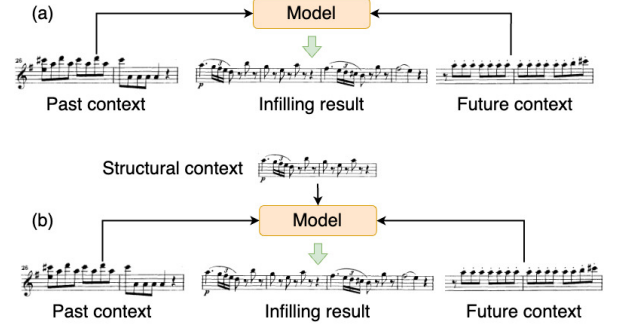 (a)
Model
Past context
Infilling result
Future context
Structural context
(b)
Model
Past context
Infilling result
Future context